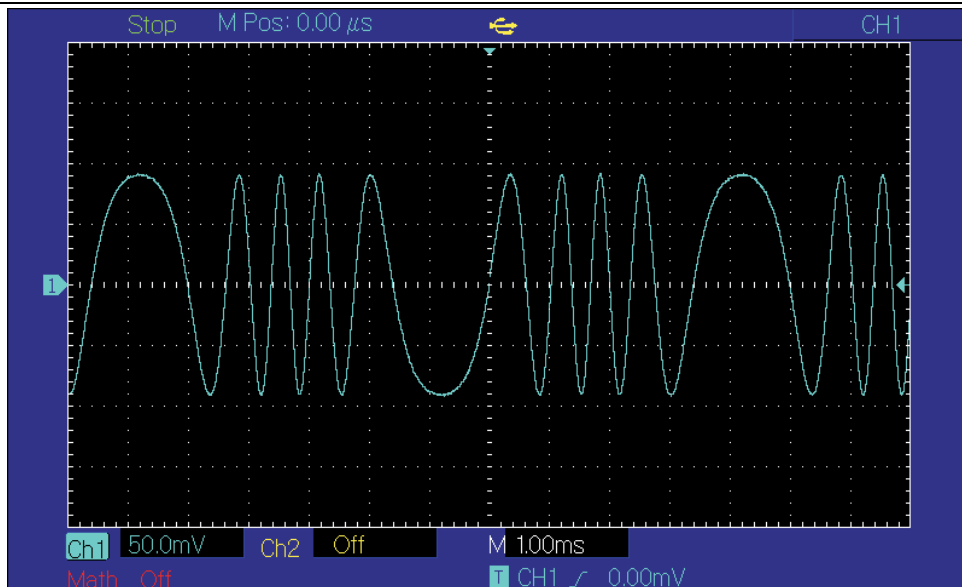 Stop M Pos: 0.00 μs CH1
1
Ch1 50.0mV Ch2 Off M 1.00ms
Math Off T CH1 0.00mV